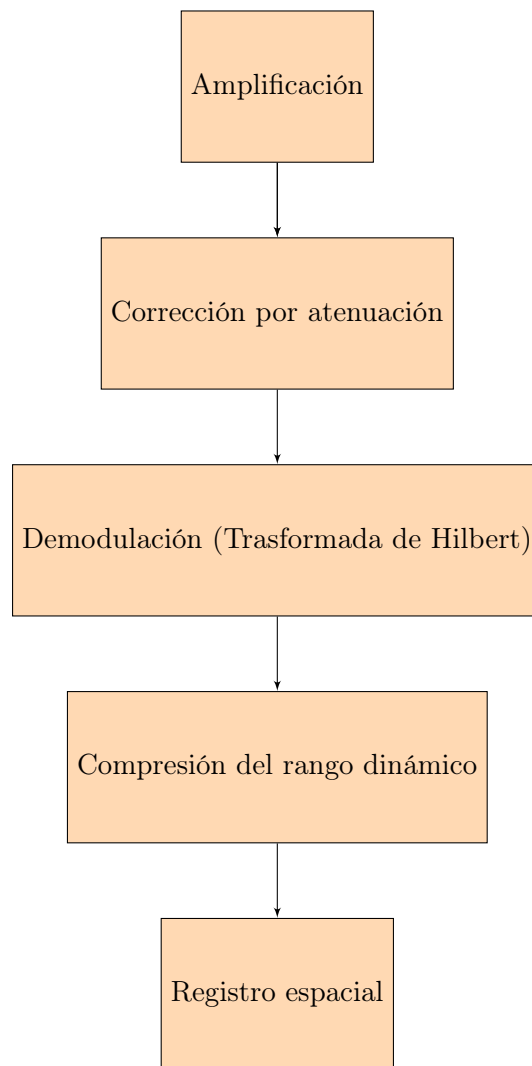 Amplificación
Corrección por atenuación
Demodulación (Trasformada de Hilbert)
Compresión del rango dinámico
Registro espacial